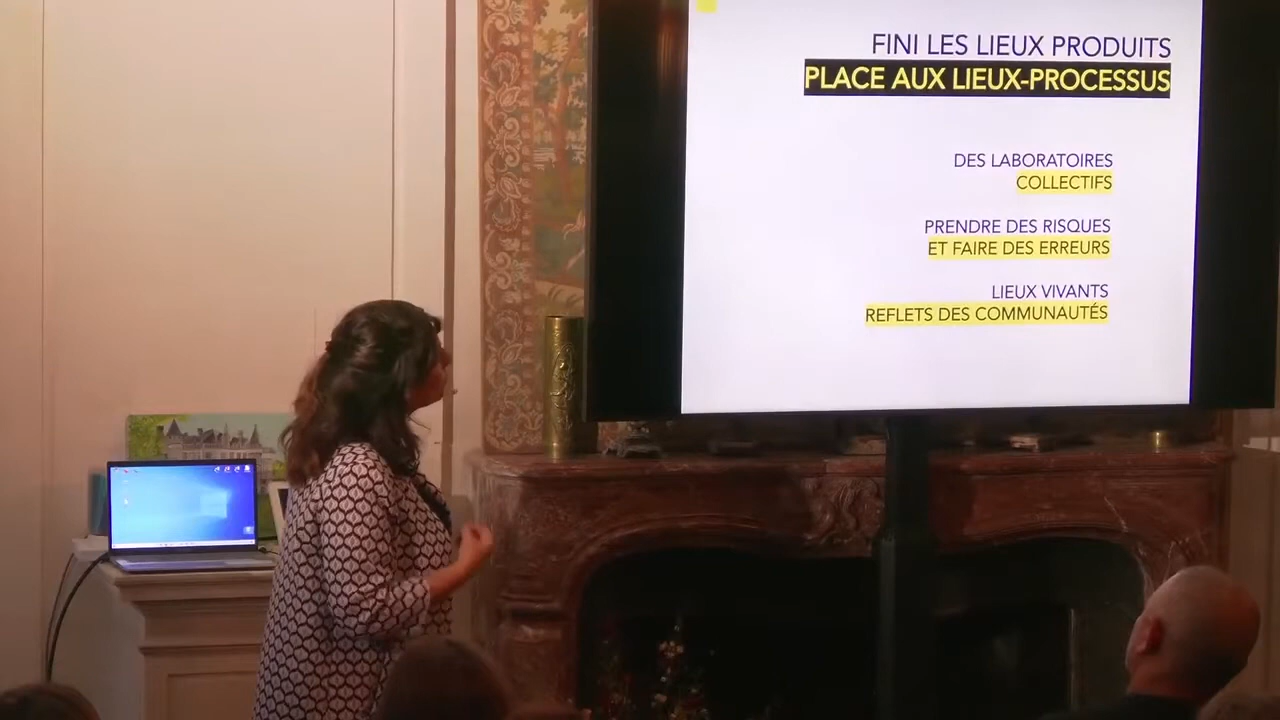 FINI LES LIEUX PRODUITS
PLACE AUX LIEUX-PROCESSUS
DES LABORATOIRES
COLLECTIFS
PRENDRE DES RISQUES
ET FAIRE DES ERREURS
LIEUX VIVANTS
REFLETS DES COMMUNAUTÉS